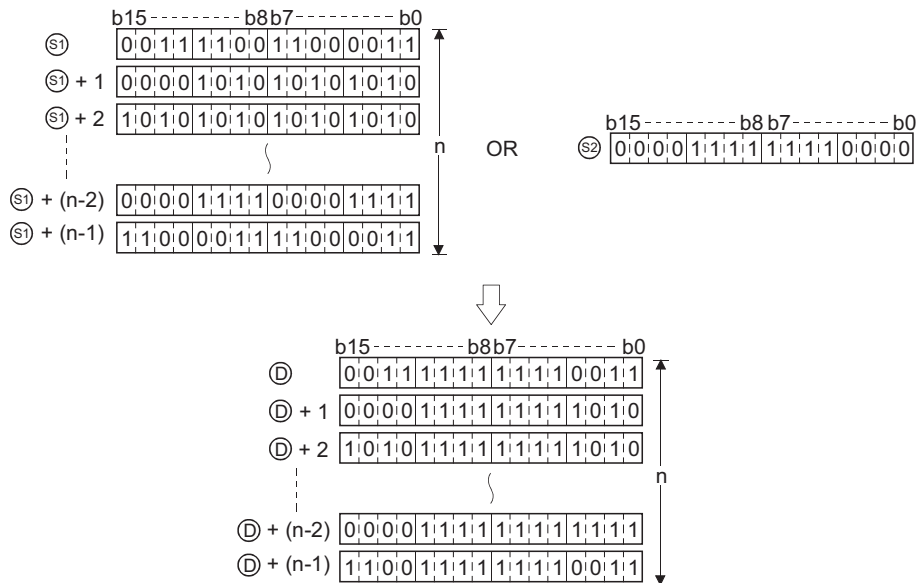 b15 b8 b7 b0
S1 0 0 1 1 1 1 0 0 1 1 0 0 0 0 1 1
S1 + 1 0 0 0 0 1 0 1 0 1 0 1 0 1 0 1 0
S1 + 2 1 0 1 0 1 0 1 0 1 0 1 0 1 0 1 0
n
OR
b15 b8 b7 b0
S2 0 0 0 0 1 1 1 1 1 1 1 1 0 0 0 0
S1 + (n-2) 0 0 0 0 1 1 1 1 0 0 0 0 1 1 1 1
S1 + (n-1) 1 1 0 0 0 0 1 1 1 1 0 0 0 0 1 1
b15 b8 b7 b0
D 0 0 1 1 1 1 1 1 1 1 1 1 0 0 1 1
D + 1 0 0 0 0 1 1 1 1 1 1 1 1 1 0 1 0
D + 2 1 0 1 0 1 1 1 1 1 1 1 1 1 0 1 0
n
D + (n-2) 0 0 0 0 1 1 1 1 1 1 1 1 1 1 1 1
D + (n-1) 1 1 0 0 1 1 1 1 1 1 1 1 0 0 1 1